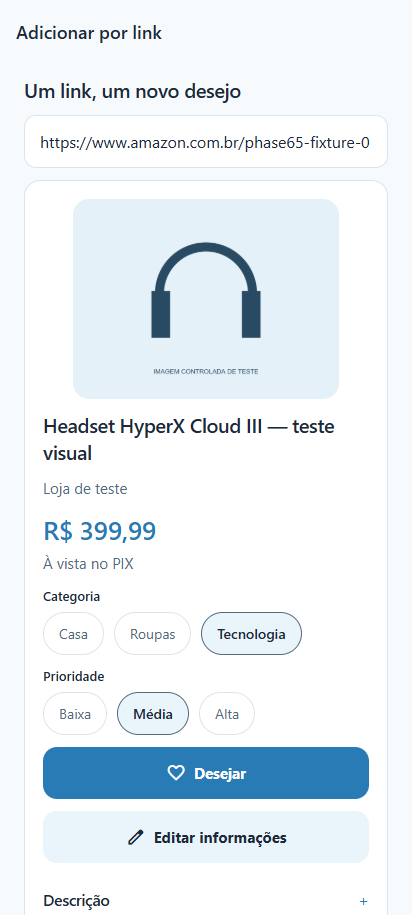 Adicionar por link
Um link, um novo desejo
https://www.amazon.com.br/phase65-fixture-0
IMAGEM CONTROLADA DE TESTE
Headset HyperX Cloud III — teste
visual
Loja de teste
R$ 399,99
À vista no PIX
Categoria
Casa Roupas Tecnologia
Prioridade
Baixa Média Alta
Desejar
Editar informações
Descrição +